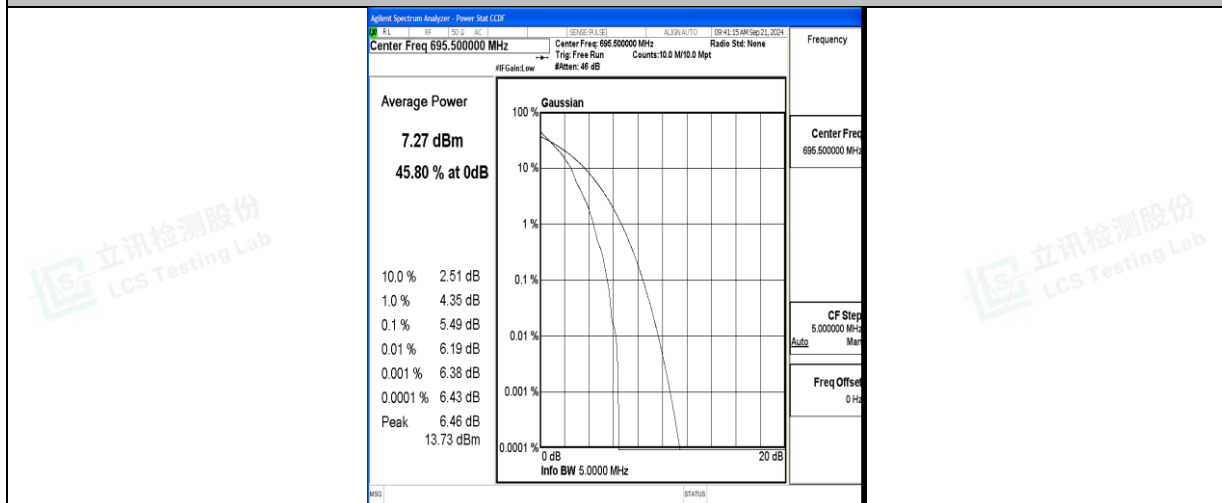 Agilent Spectrum Analyzer - Power Stat CCDF
RL RF 50 Ω AC SENSE:PULSE ALIGN AUTO 09:41:15 AM Sep 21, 2024
Center Freq 695.500000 MHz
Center Freq: 695.500000 MHz Radio Std: None
Trig: Free Run Counts:10.0 M/10.0 Mpt
#IFGain:Low #Atten: 46 dB
Frequency
Average Power
7.27 dBm
45.80 % at 0dB
10.0 % 2.51 dB
1.0 % 4.35 dB
0.1 % 5.49 dB
0.01 % 6.19 dB
0.001 % 6.38 dB
0.0001 % 6.43 dB
Peak 6.46 dB
13.73 dBm
Gaussian
100 %
10 %
1 %
0.1 %
0.01 %
0.001 %
0.0001 %
0 dB 20 dB
Info BW 5.0000 MHz
Center Freq
695.500000 MHz
CF Step
5.000000 MHz
Auto Man
Freq Offset
0 Hz
MSG STATUS
立讯检测股份
LCS Testing Lab
立讯检测股份
LCS Testing Lab